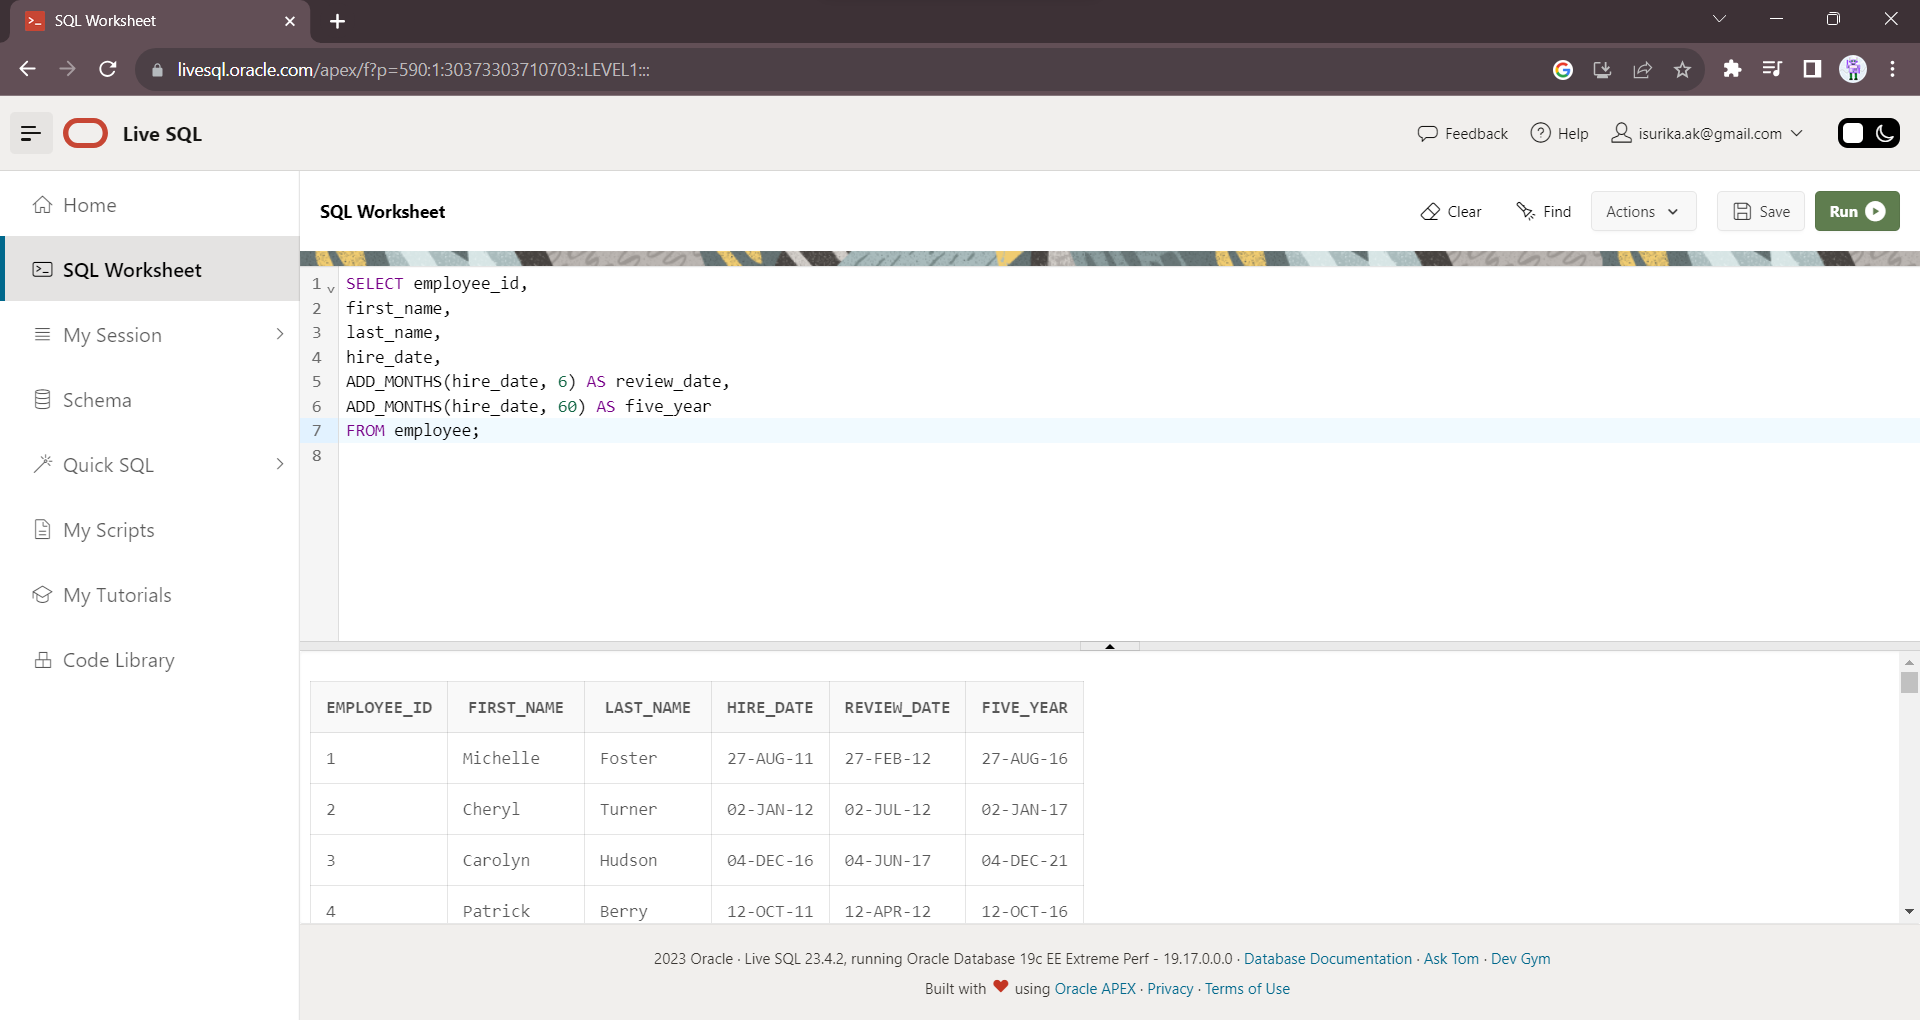 SQL Worksheet
livesql.oracle.com/apex/f?p=590:1:30373303710703::LEVEL1:::
Live SQL
Feedback
Help
isurika.ak@gmail.com
Home
SQL Worksheet
My Session
Schema
Quick SQL
My Scripts
My Tutorials
Code Library
SQL Worksheet
Clear
Find
Actions
Save
Run
1 SELECT employee_id,
2 first_name,
3 last_name,
4 hire_date,
5 ADD_MONTHS(hire_date, 6) AS review_date,
6 ADD_MONTHS(hire_date, 60) AS five_year
7 FROM employee;
8
EMPLOYEE_ID FIRST_NAME LAST_NAME HIRE_DATE REVIEW_DATE FIVE_YEAR
1 Michelle Foster 27-AUG-11 27-FEB-12 27-AUG-16
2 Cheryl Turner 02-JAN-12 02-JUL-12 02-JAN-17
3 Carolyn Hudson 04-DEC-16 04-JUN-17 04-DEC-21
4 Patrick Berry 12-OCT-11 12-APR-12 12-OCT-16
2023 Oracle · Live SQL 23.4.2, running Oracle Database 19c EE Extreme Perf - 19.17.0.0.0 · Database Documentation · Ask Tom · Dev Gym
Built with ❤ using Oracle APEX · Privacy · Terms of Use